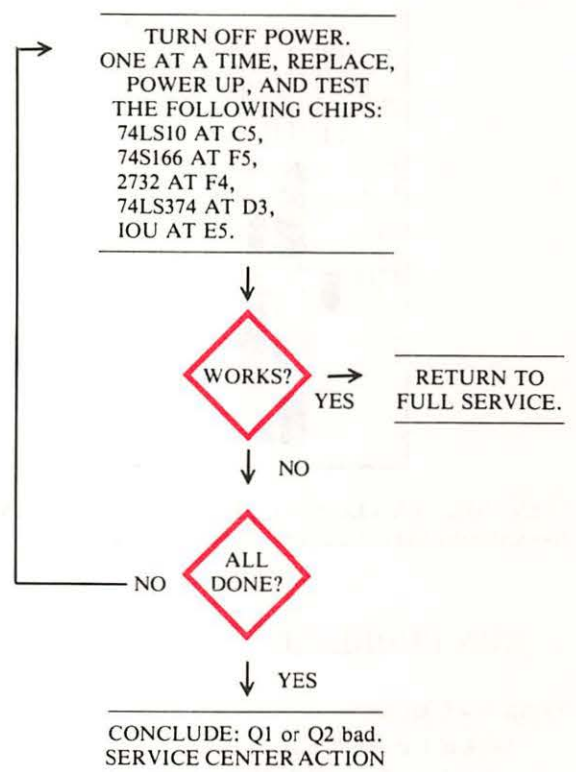 TURN OFF POWER.
ONE AT A TIME, REPLACE,
POWER UP, AND TEST
THE FOLLOWING CHIPS:
74LS10 AT C5,
74S166 AT F5,
2732 AT F4,
74LS374 AT D3,
IOU AT E5.
WORKS?
YES
RETURN TO
FULL SERVICE.
NO
ALL
DONE?
NO
YES
CONCLUDE: Q1 or Q2 bad.
SERVICE CENTER ACTION